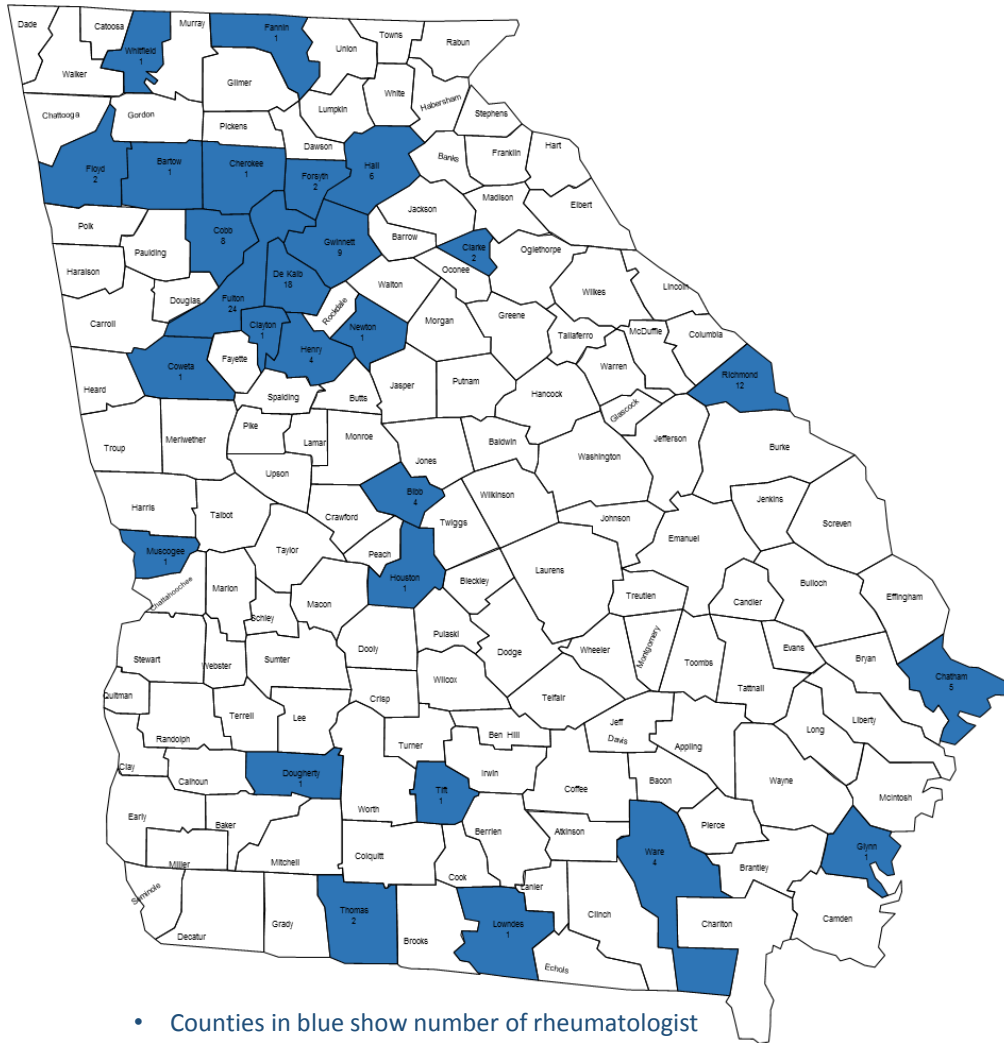 Dade
Catoosa
Murray
Fannin
1
Towns
Rabun
Whitfield
1
Union
Walker
Gilmer
White
Habersham
Chattooga
Gordon
Lumpkin
Stephens
Pickens
Dawson
Hart
Franklin
Banks
Floyd
2
Bartow
1
Cherokee
1
Forsyth
2
Hall
6
Madison
Elbert
Jackson
Polk
Cobb
8
Barrow
Clarke
2
Oglethorpe
Paulding
Gwinnett
9
Oconee
Haralson
De Kalb
18
Walton
Wilkes
Lincoln
Douglas
Fulton
24
Rockdale
Greene
Carroll
Clayton
1
Newton
1
Morgan
Taliaferro
McDuffie
Columbia
Henry
4
Fayette
Warren
Richmond
12
Coweta
1
Heard
Jasper
Putnam
Hancock
Spalding
Butts
Glascock
Troup
Meriwether
Pike
Lamar
Monroe
Baldwin
Jefferson
Burke
Jones
Washington
Upson
Bibb
4
Wilkinson
Jenkins
Harris
Talbot
Crawford
Twiggs
Johnson
Screven
Emanuel
Muscogee
1
Taylor
Peach
Houston
1
Bleckley
Laurens
Bulloch
Chattahoochee
Marion
Macon
Treutlen
Candler
Effingham
Schley
Pulaski
Dooly
Wheeler
Montgomery
Evans
Stewart
Webster
Sumter
Dodge
Toombs
Bryan
Chatham
5
Wilcox
Tattnall
Quitman
Crisp
Telfair
Terrell
Lee
Long
Liberty
Randolph
Turner
Ben Hill
Jeff
Davis
Appling
Clay
Calhoun
Dougherty
1
Irwin
Wayne
Tift
1
Coffee
Bacon
McIntosh
Worth
Early
Baker
Pierce
Berrien
Atkinson
Glynn
1
Miller
Mitchell
Colquitt
Ware
4
Brantley
Cook
Lanier
Seminole
Thomas
2
Lowndes
1
Clinch
Charlton
Camden
Grady
Decatur
Brooks
Echols
• Counties in blue show number of rheumatologist